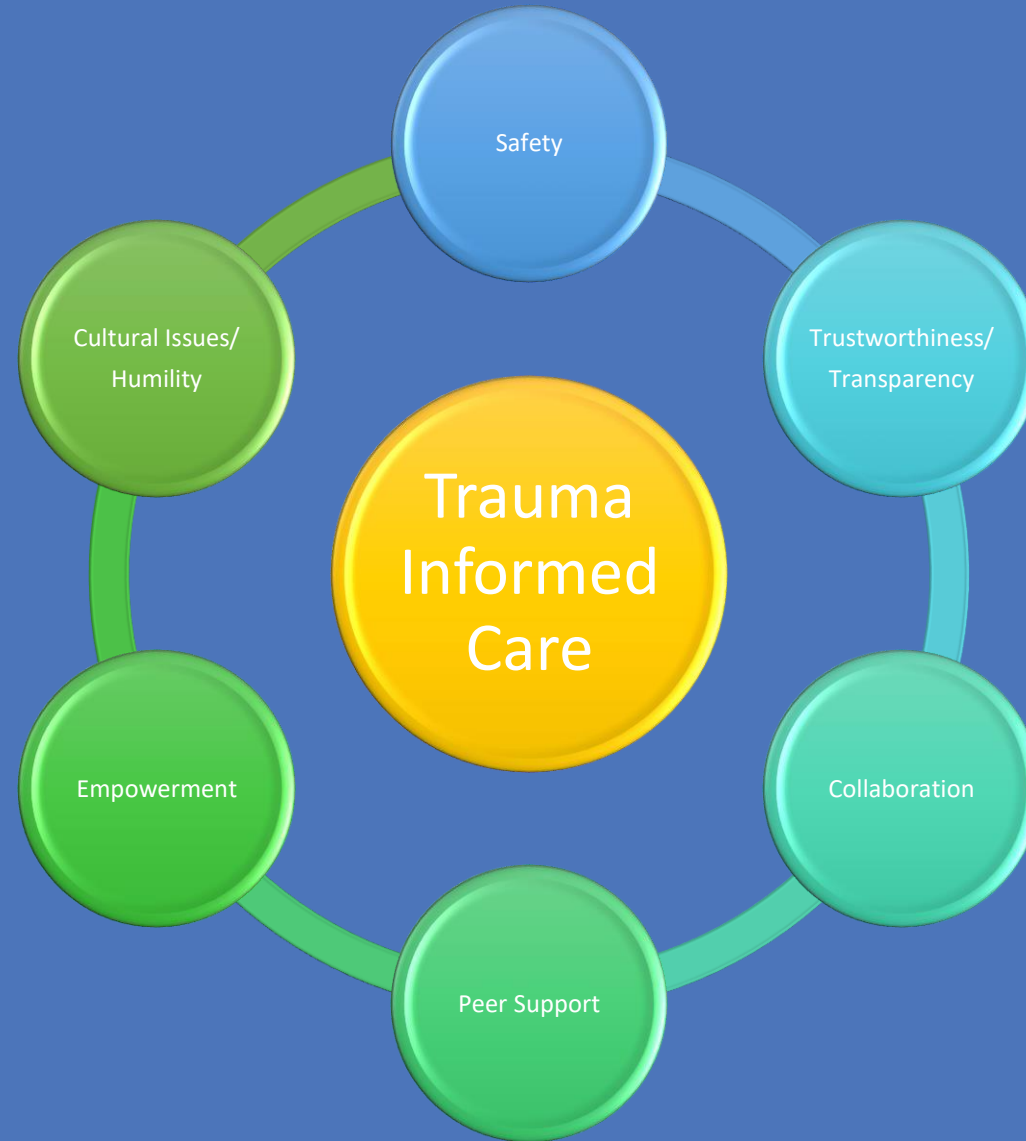 Safety
Trustworthiness/
Transparency
Collaboration
Peer Support
Empowerment
Cultural Issues/
Humility
Trauma
Informed
Care